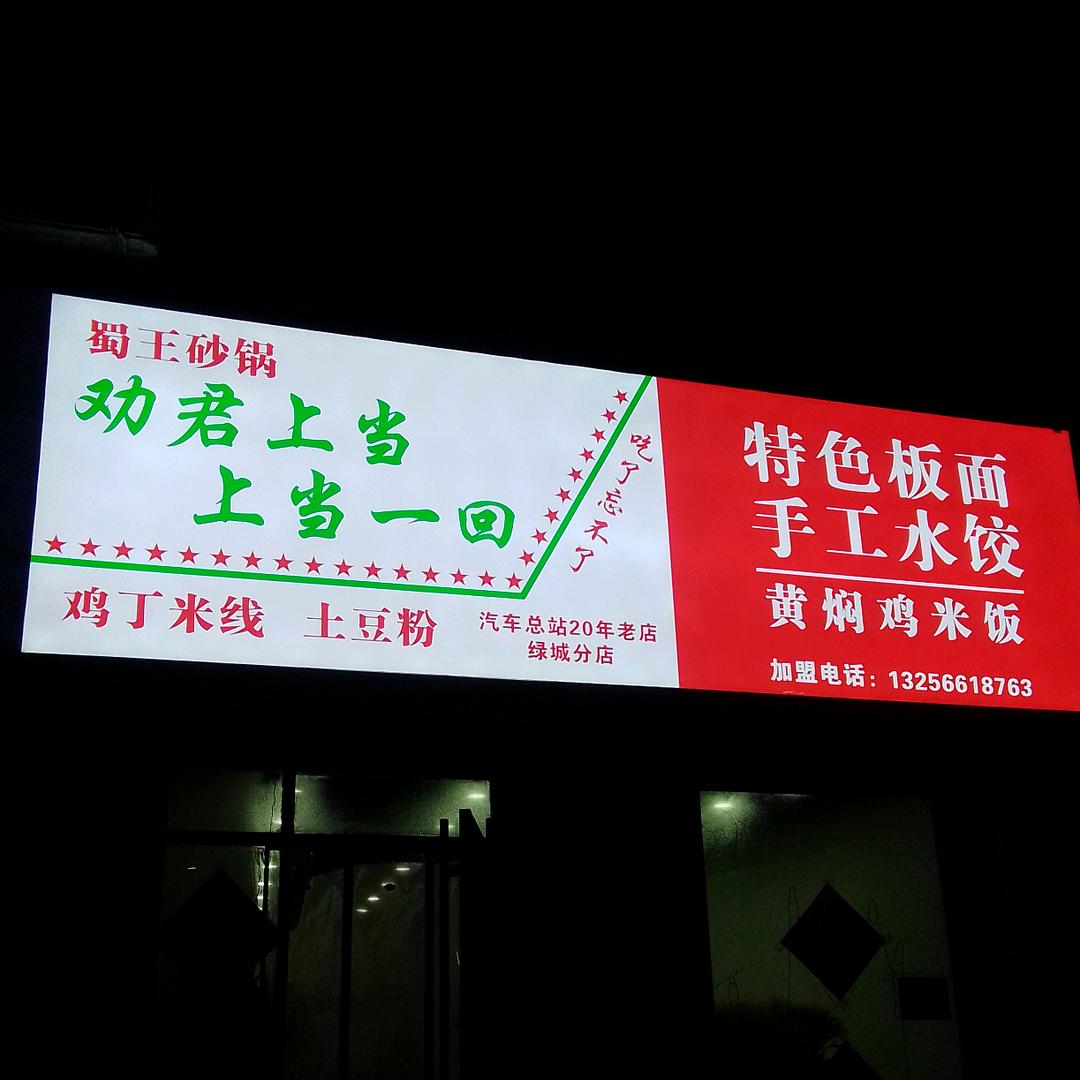 蜀王砂锅
劝君上当
上当一回
吃了忘不了
鸡丁米线 土豆粉
汽车总站20年老店
绿城分店
特色板面
手工水饺
黄焖鸡米饭
加盟电话：13256618763